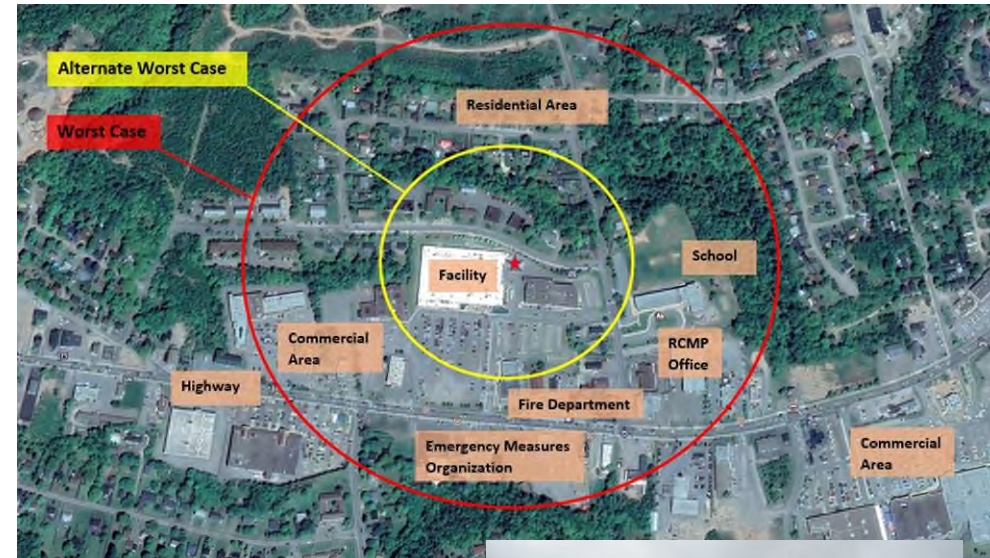 Alternate Worst Case
Worst Case
Residential Area
School
Facility
Commercial
Area
RCMP
Office
Highway
Fire Department
Emergency Measures
Organization
Commercial
Area